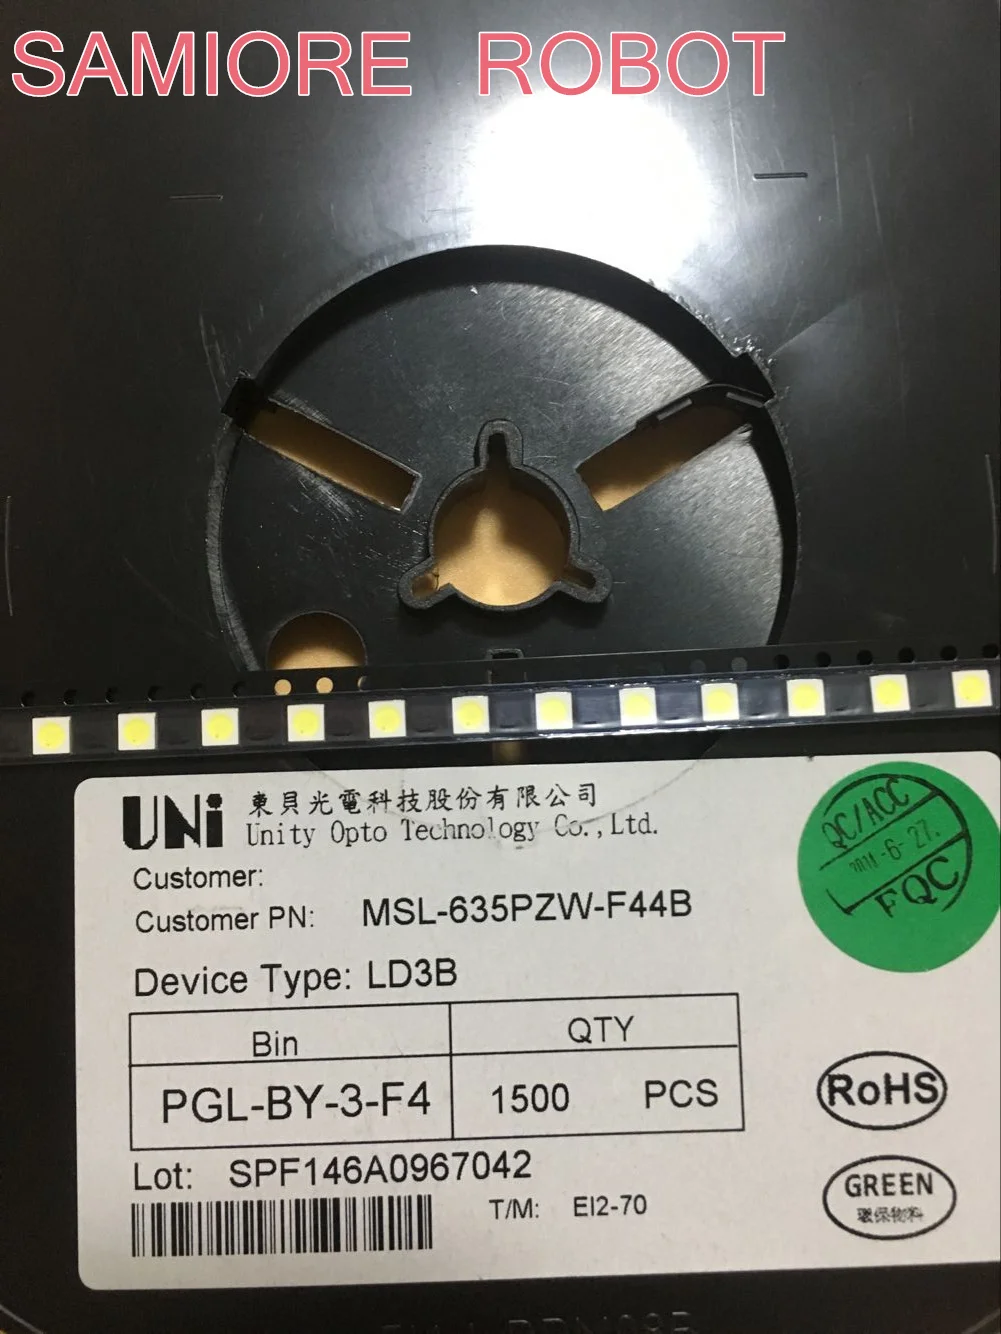 SAMIORE ROBOT
UNi 東貝光電科技股份有限公司
Unity Opto Technology Co.,Ltd.
Customer:
Customer PN: MSL-635PZW-F44B
Device Type: LD3B
Bin QTY
PGL-BY-3-F4 1500 PCS
Lot: SPF146A0967042
T/M: EI2-70
QC/ACC
-6-27.
FQC
RoHS
GREEN
環保物料